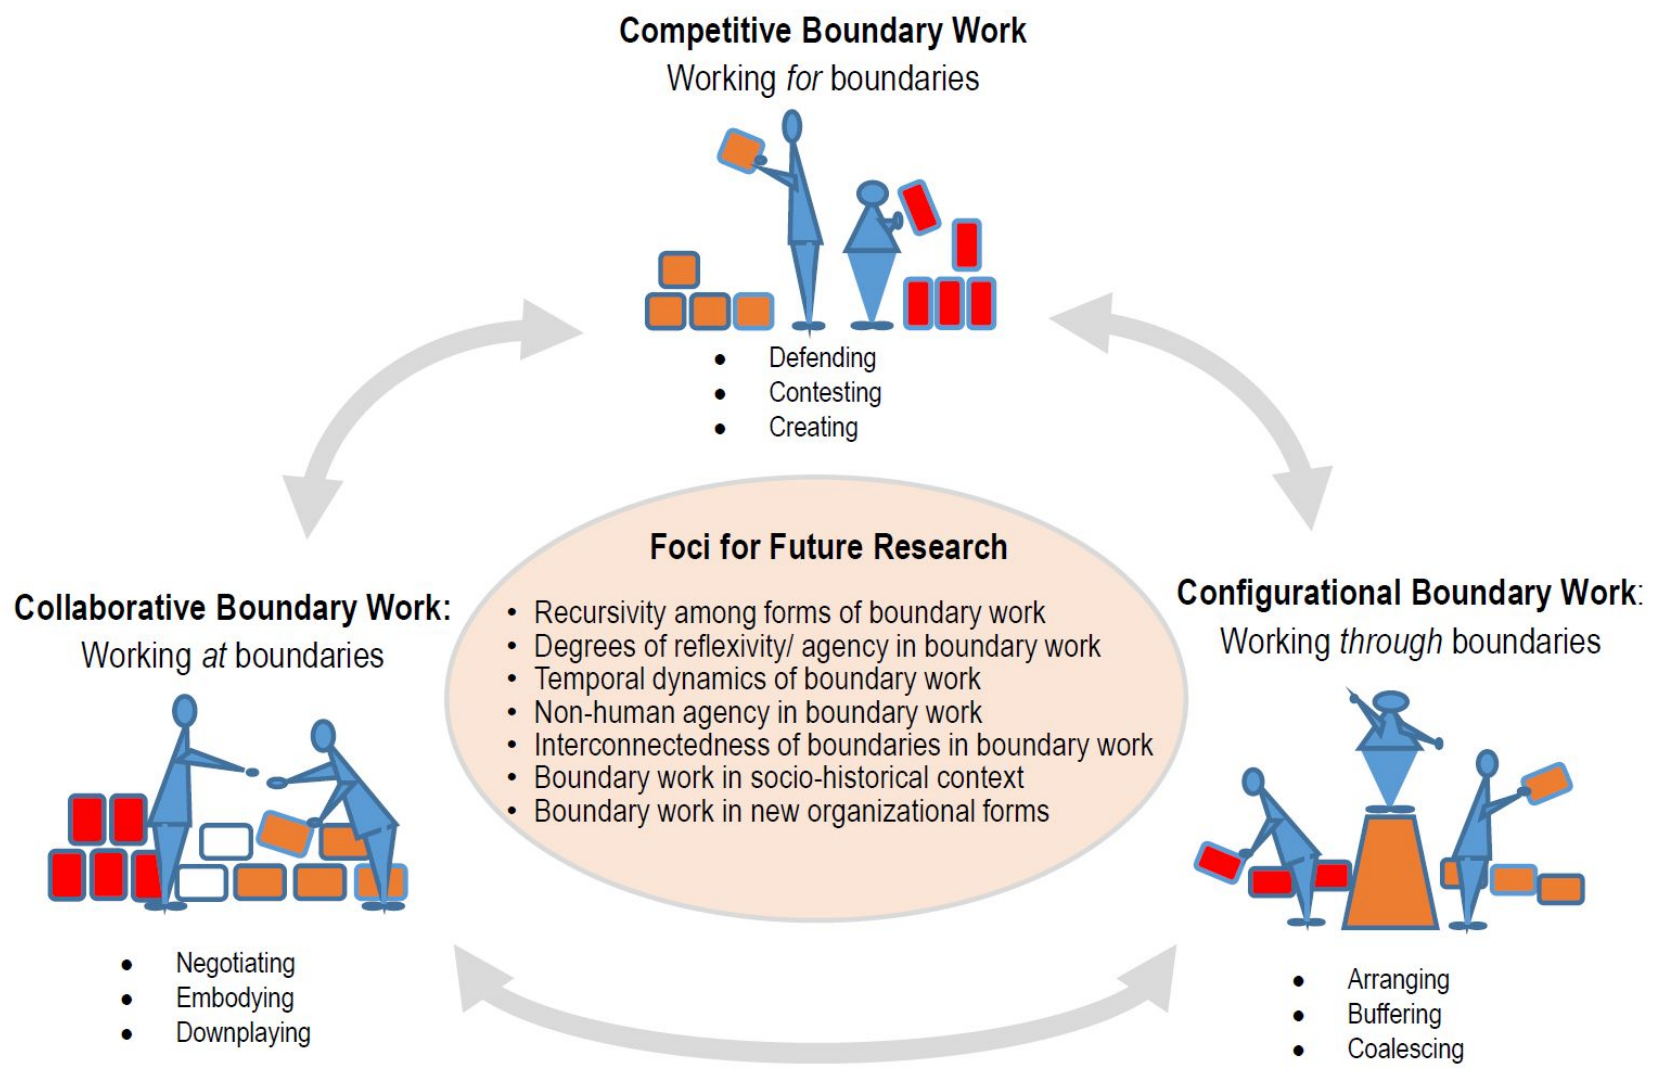 Competitive Boundary Work
Working for boundaries
• Defending
• Contesting
• Creating
Foci for Future Research
• Recursivity among forms of boundary work
• Degrees of reflexivity/ agency in boundary work
• Temporal dynamics of boundary work
• Non-human agency in boundary work
• Interconnectedness of boundaries in boundary work
• Boundary work in socio-historical context
• Boundary work in new organizational forms
Collaborative Boundary Work:
Working at boundaries
• Negotiating
• Embodying
• Downplaying
Configurational Boundary Work:
Working through boundaries
• Arranging
• Buffering
• Coalescing